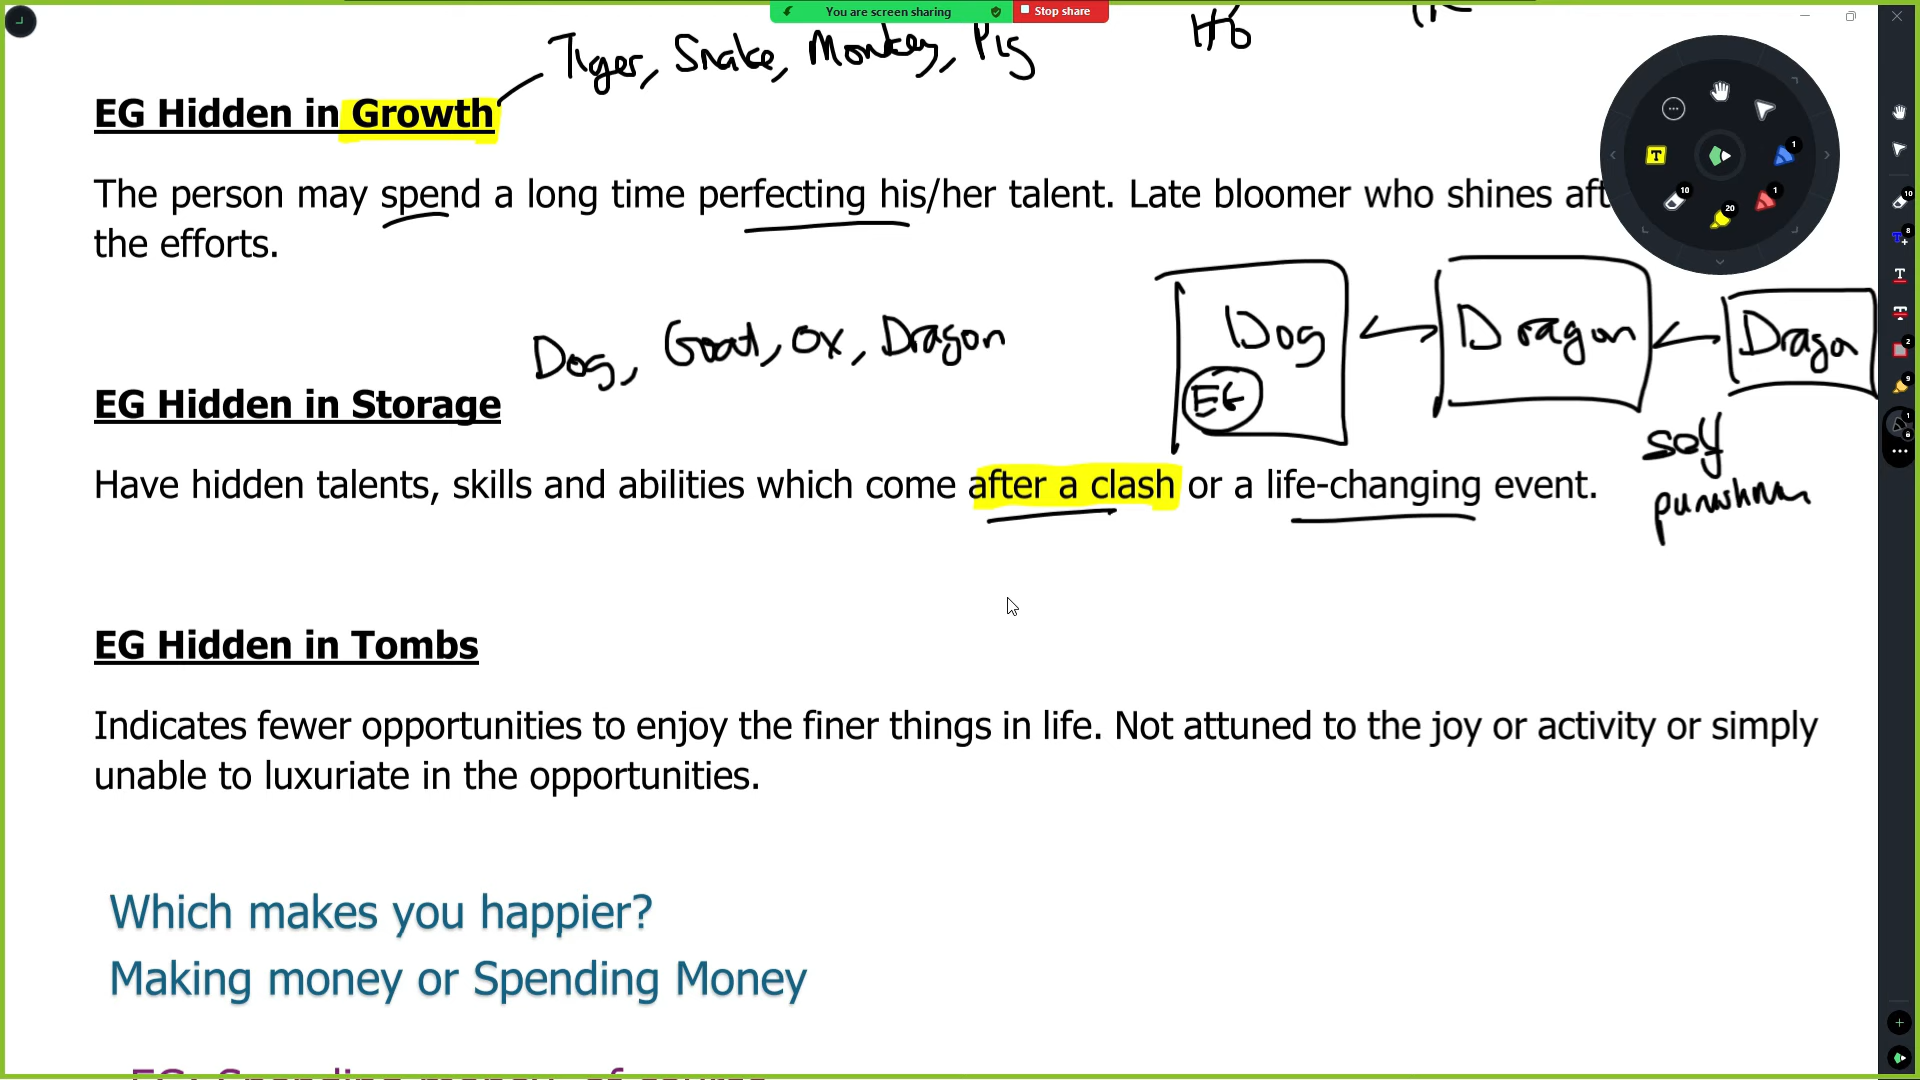 You are screen sharing
Stop share
Tiger, Snake, Monkey, Pig
EG Hidden in Growth
The person may spend a long time perfecting his/her talent. Late bloomer who shines aft
the efforts.
Dog, Goat, Ox, Dragon
Dog
Dragon
Dragon
EG
EG Hidden in Storage
self
Have hidden talents, skills and abilities which come after a clash or a life-changing event.
EG Hidden in Tombs
Indicates fewer opportunities to enjoy the finer things in life. Not attuned to the joy or activity or simply
unable to luxuriate in the opportunities.
Which makes you happier?
Making money or Spending Money